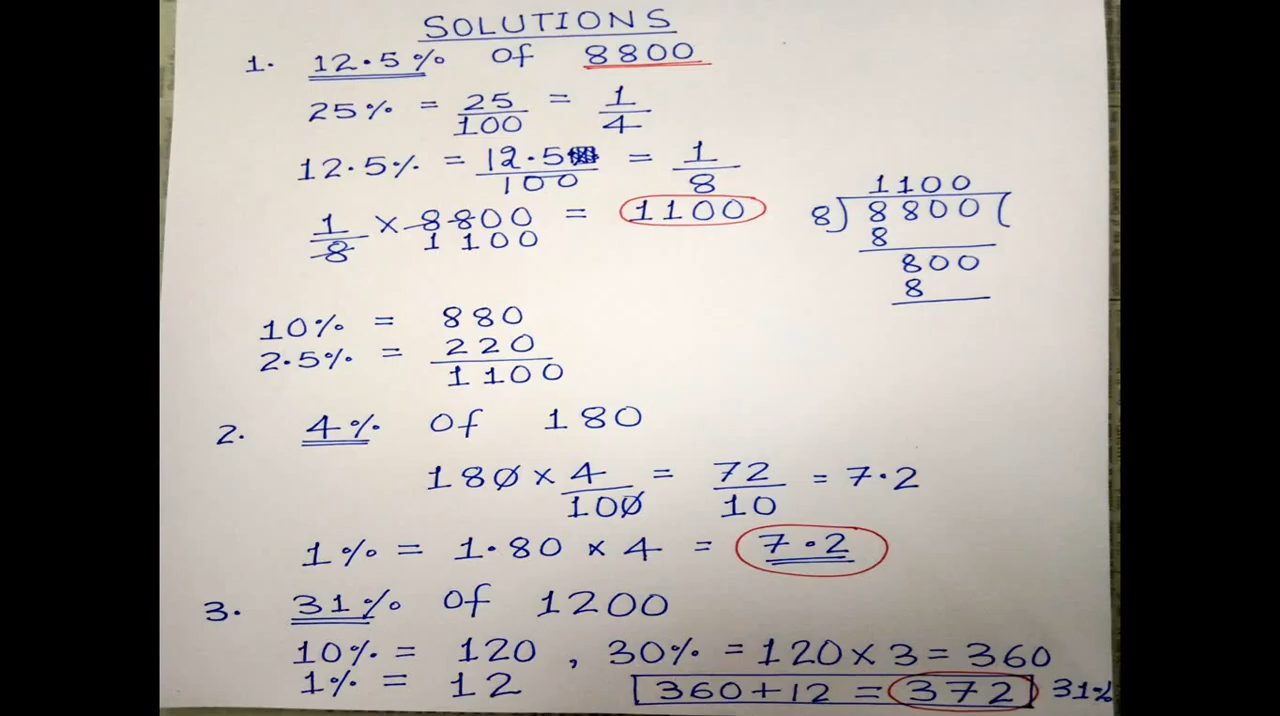 SOLUTIONS
1. 12.5% of 8800
25% = 25/100 = 1/4
12.5% = 12.5/100 = 1/8
1/8 × 8800 = 1100
1100
1100
8) 8800 (
8
800
8
10% = 880
2.5% = 220
1100
2. 4% of 180
180 × 4/100 = 72/10 = 7.2
1% = 1.80 × 4 = 7.2
3. 31% of 1200
10% = 120, 30% = 120 × 3 = 360
1% = 12 360 + 12 = 372 31%